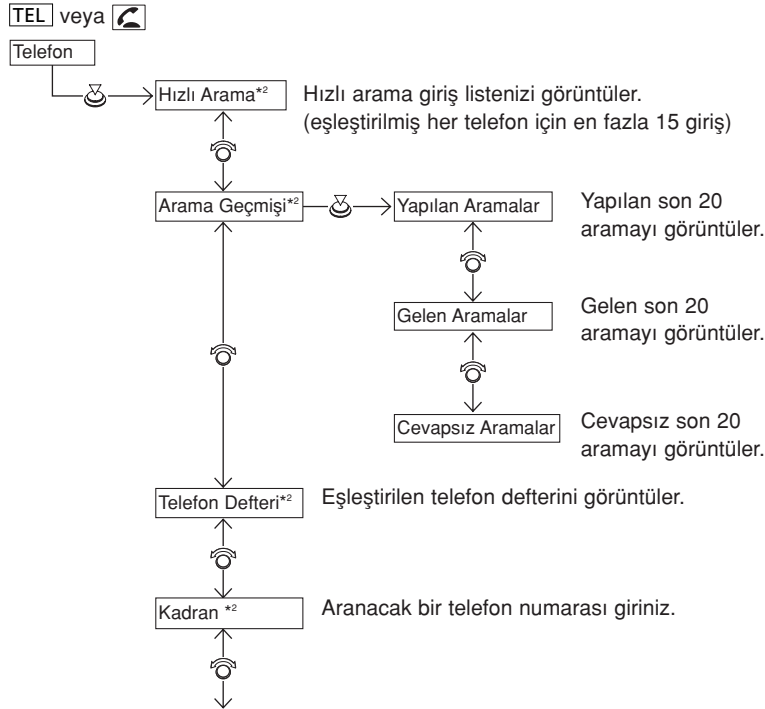 TEL veya
Telefon
Hızlı Arama*2 Hızlı arama giriş listenizi görüntüler.
(eşleştirilmiş her telefon için en fazla 15 giriş)
Arama Geçmişi*2
Yapılan Aramalar
Yapılan son 20
aramayı görüntüler.
Gelen Aramalar
Gelen son 20
aramayı görüntüler.
Cevapsız Aramalar
Cevapsız son 20
aramayı görüntüler.
Telefon Defteri*2 Eşleştirilen telefon defterini görüntüler.
Kadran *2 Aranacak bir telefon numarası giriniz.